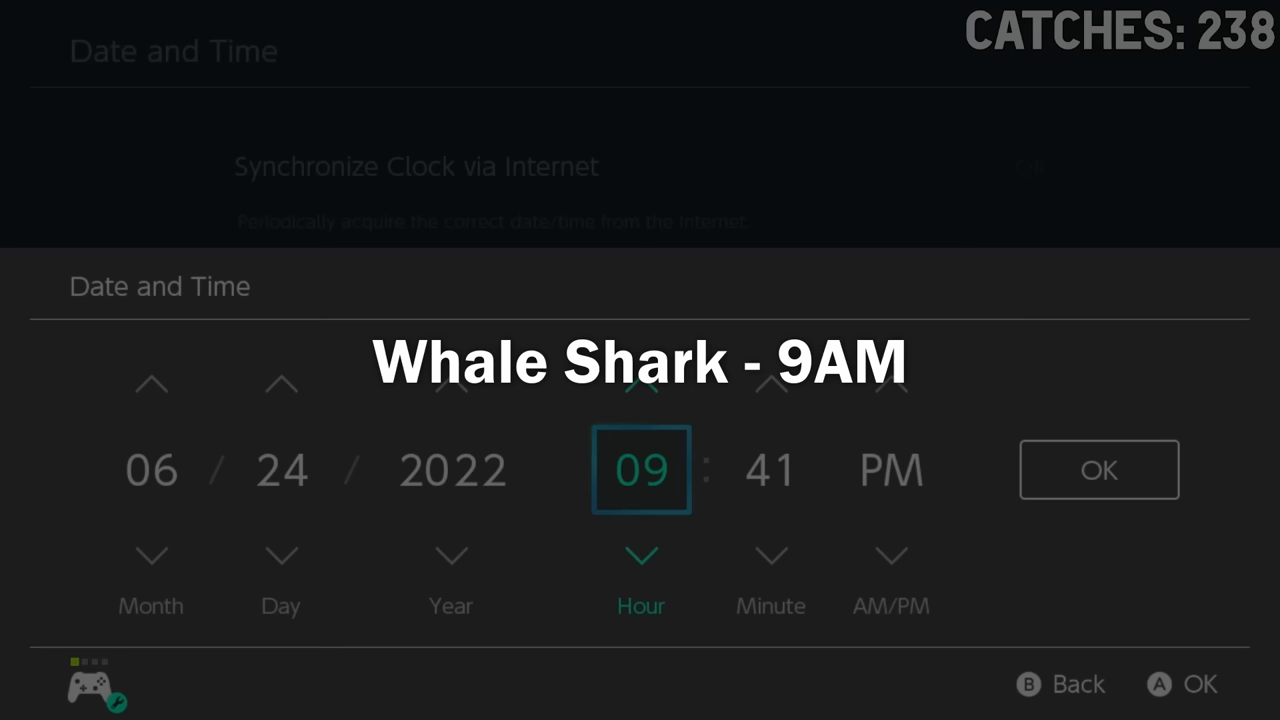 CATCHES: 238
Date and Time
Synchronize Clock via Internet
Periodically acquire the correct date/time from the Internet.
Date and Time
Whale Shark - 9AM
06 / 24 / 2022 09 : 41 PM OK
Month Day Year Hour Minute AM/PM
B Back A OK